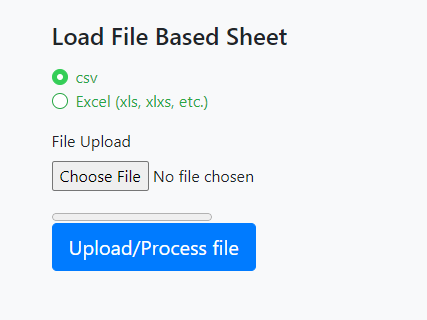 Load File Based Sheet
csv
Excel (xls, xlxs, etc.)
File Upload
Choose File No file chosen
Upload/Process file